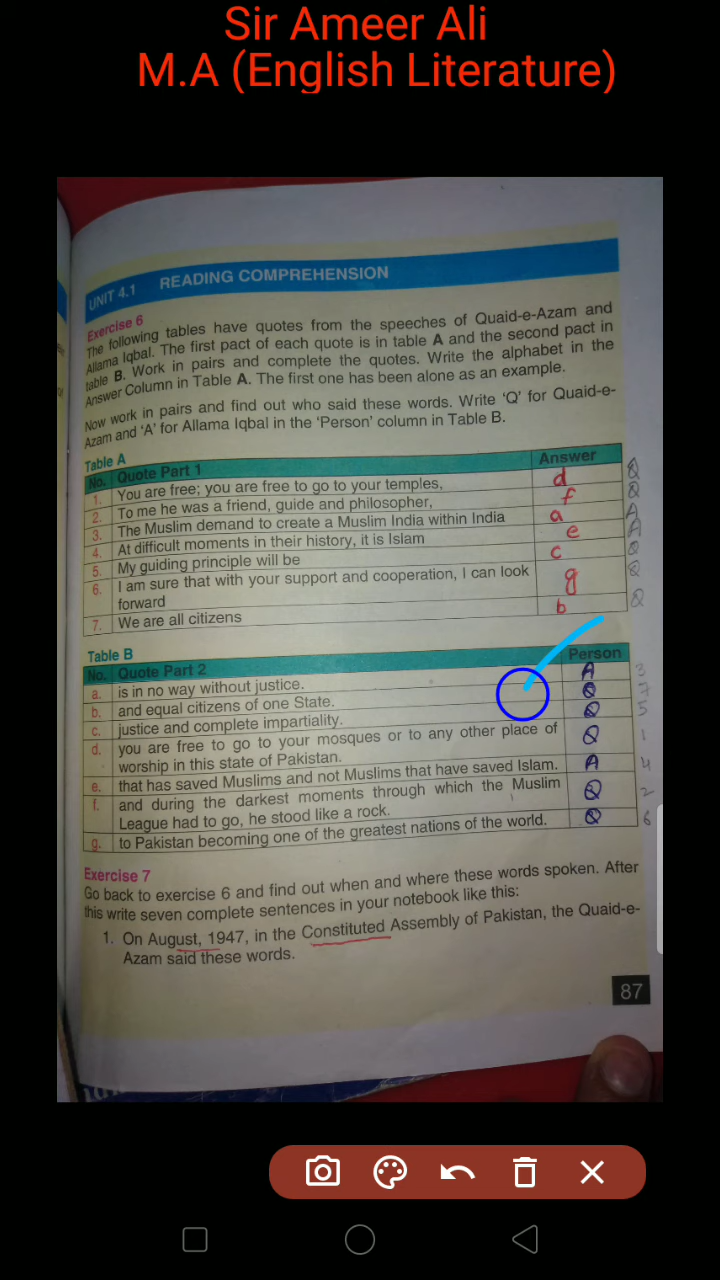 Sir Ameer Ali
M.A (English Literature)
UNIT 4.1 READING COMPREHENSION
Exercise 6
The following tables have quotes from the speeches of Quaid-e-Azam and
Allama Iqbal. The first pact of each quote is in table A and the second pact in
table B. Work in pairs and complete the quotes. Write the alphabet in the
Answer Column in Table A. The first one has been alone as an example.
Now work in pairs and find out who said these words. Write 'Q' for Quaid-e-
Azam and 'A' for Allama Iqbal in the 'Person' column in Table B.
Table A
No. Quote Part 1 Answer
1. You are free; you are free to go to your temples, d Q
2. To me he was a friend, guide and philosopher, f Q
3. The Muslim demand to create a Muslim India within India a A
4. At difficult moments in their history, it is Islam e A
5. My guiding principle will be c Q
6. I am sure that with your support and cooperation, I can look g Q
forward
7. We are all citizens b Q
Table B
No. Quote Part 2 Person
a. is in no way without justice. A 3
b. and equal citizens of one State. Q 7
c. justice and complete impartiality. Q 5
d. you are free to go to your mosques or to any other place of Q 1
worship in this state of Pakistan.
e. that has saved Muslims and not Muslims that have saved Islam. A 4
f. and during the darkest moments through which the Muslim Q 2
League had to go, he stood like a rock.
g. to Pakistan becoming one of the greatest nations of the world. Q 6
Exercise 7
Go back to exercise 6 and find out when and where these words spoken. After
this write seven complete sentences in your notebook like this:
1. On August, 1947, in the Constituted Assembly of Pakistan, the Quaid-e-
Azam said these words.
87